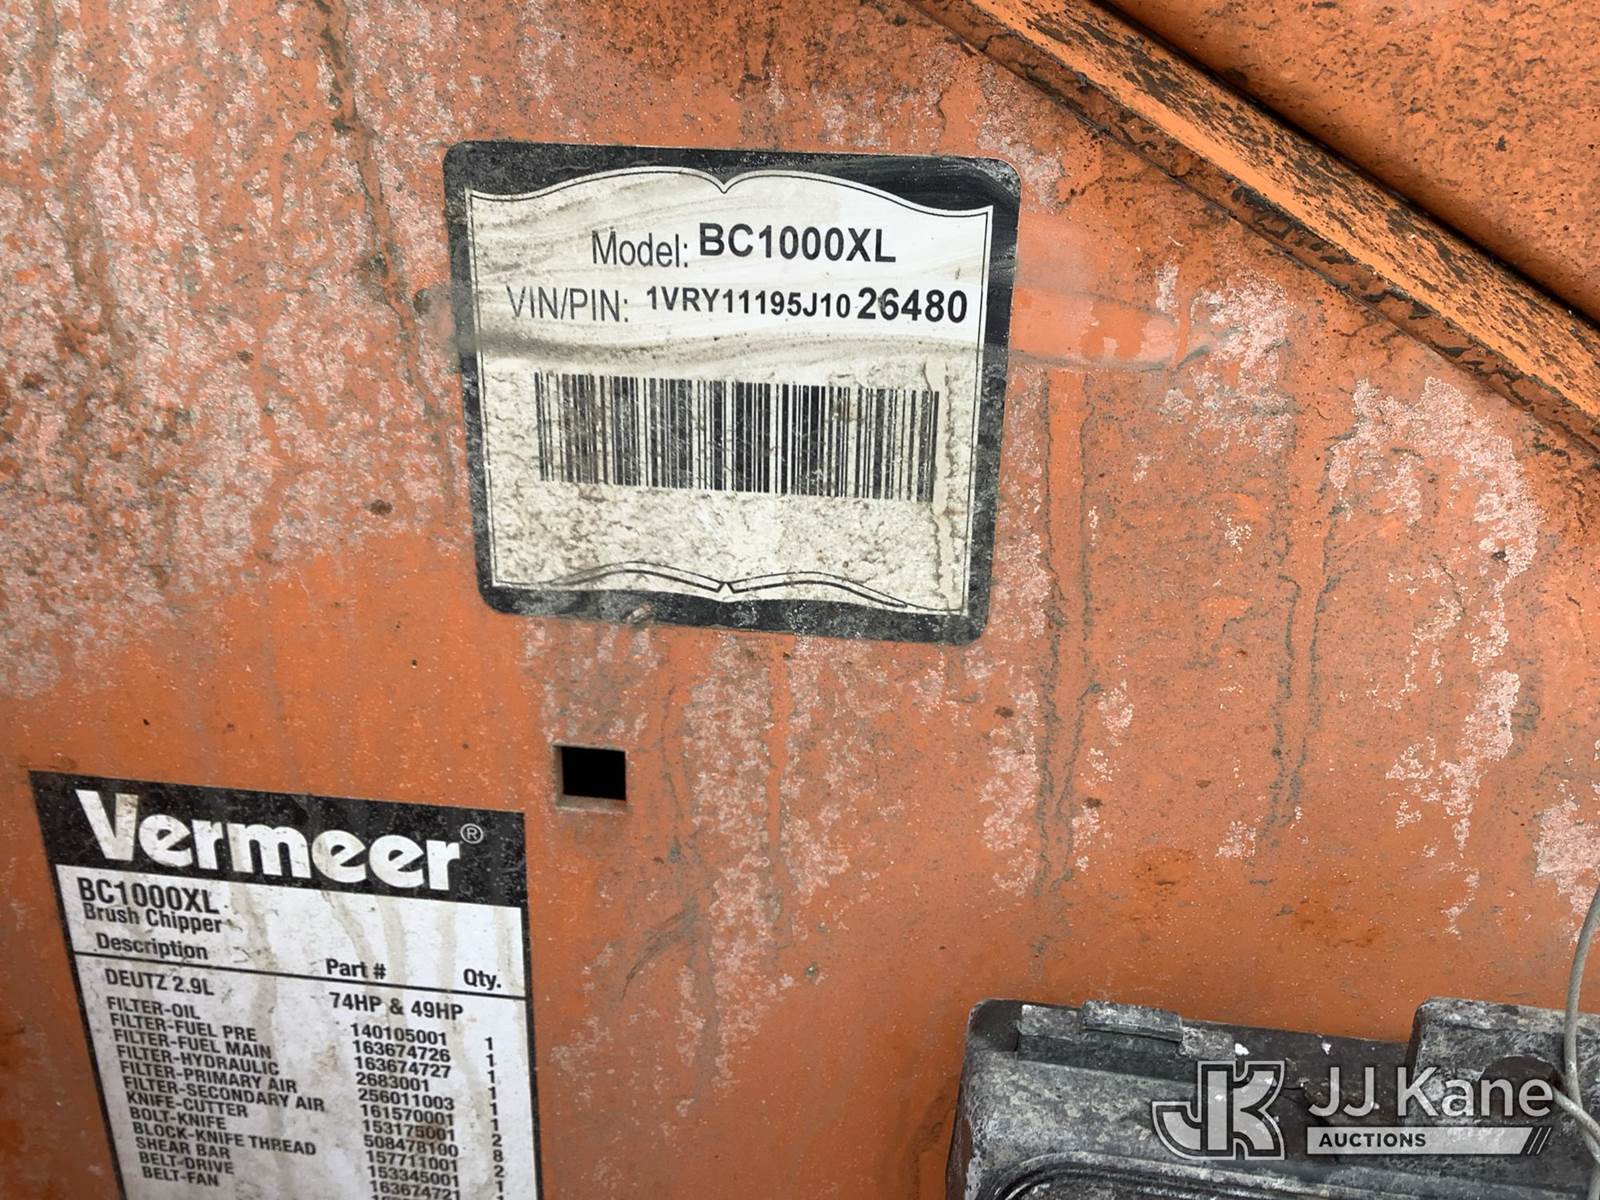 Model: BC1000XL
VIN/PIN: 1VRY11195J1026480
Vermeer®
BC1000XL
Brush Chipper
Description Part # Qty.
DEUTZ 2.9L 74HP & 49HP
FILTER-OIL 140105001 1
FILTER-FUEL PRE 163674726 1
FILTER-FUEL MAIN 163674727 1
FILTER-HYDRAULIC 2683001 1
FILTER-PRIMARY AIR 256011003 1
FILTER-SECONDARY AIR 161570001 1
KNIFE-CUTTER 153175001 2
BOLT-KNIFE 508478100 8
BLOCK-KNIFE THREAD 157711001 2
SHEAR BAR 153345001 1
BELT-DRIVE 163674721 1
BELT-FAN
JK JJ Kane
AUCTIONS